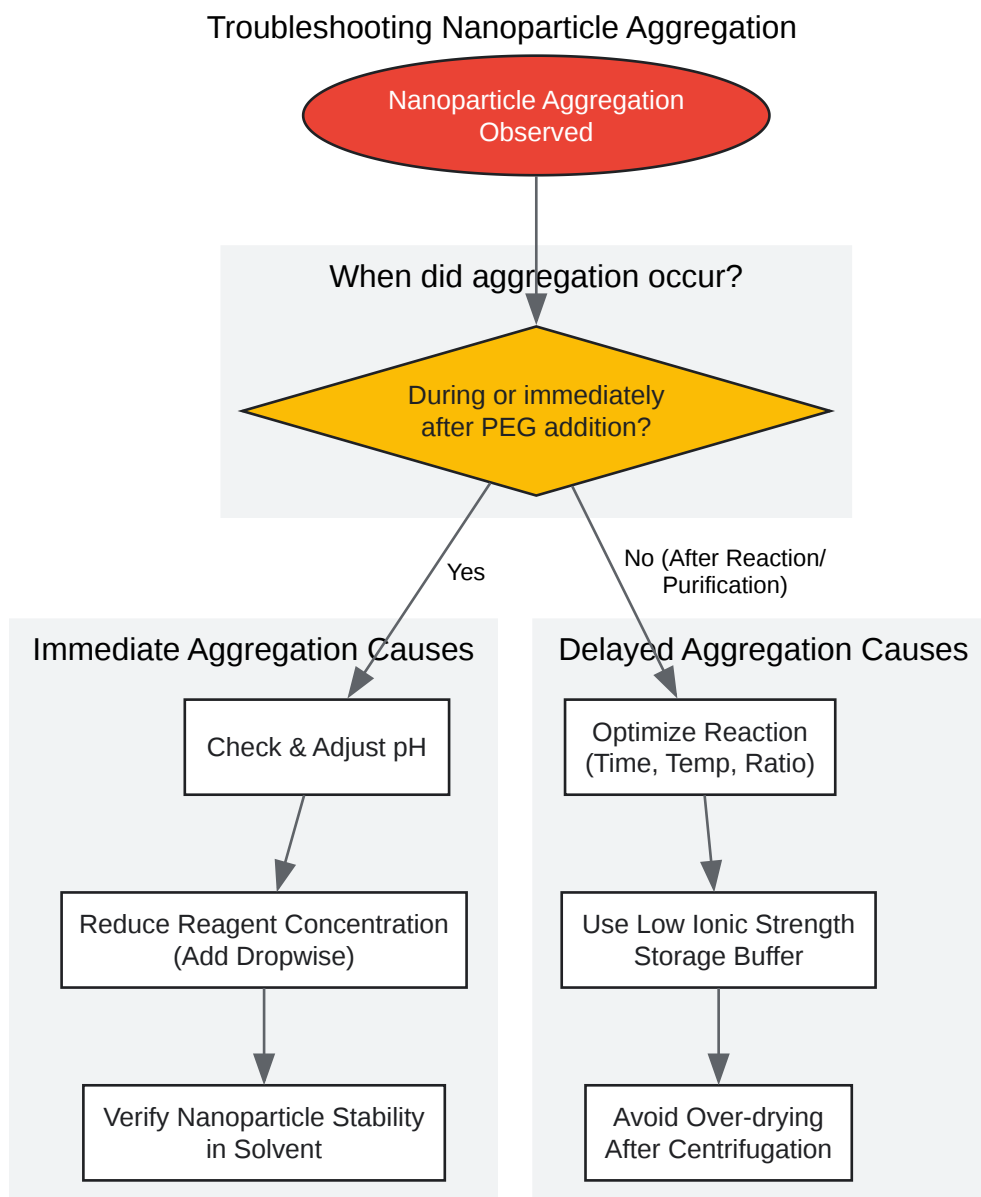 Troubleshooting Nanoparticle Aggregation
Nanoparticle Aggregation
Observed
When did aggregation occur?
During or immediately
after PEG addition?
Yes
No (After Reaction/
Purification)
Immediate Aggregation Causes
Check & Adjust pH
Reduce Reagent Concentration
(Add Dropwise)
Verify Nanoparticle Stability
in Solvent
Delayed Aggregation Causes
Optimize Reaction
(Time, Temp, Ratio)
Use Low Ionic Strength
Storage Buffer
Avoid Over-drying
After Centrifugation